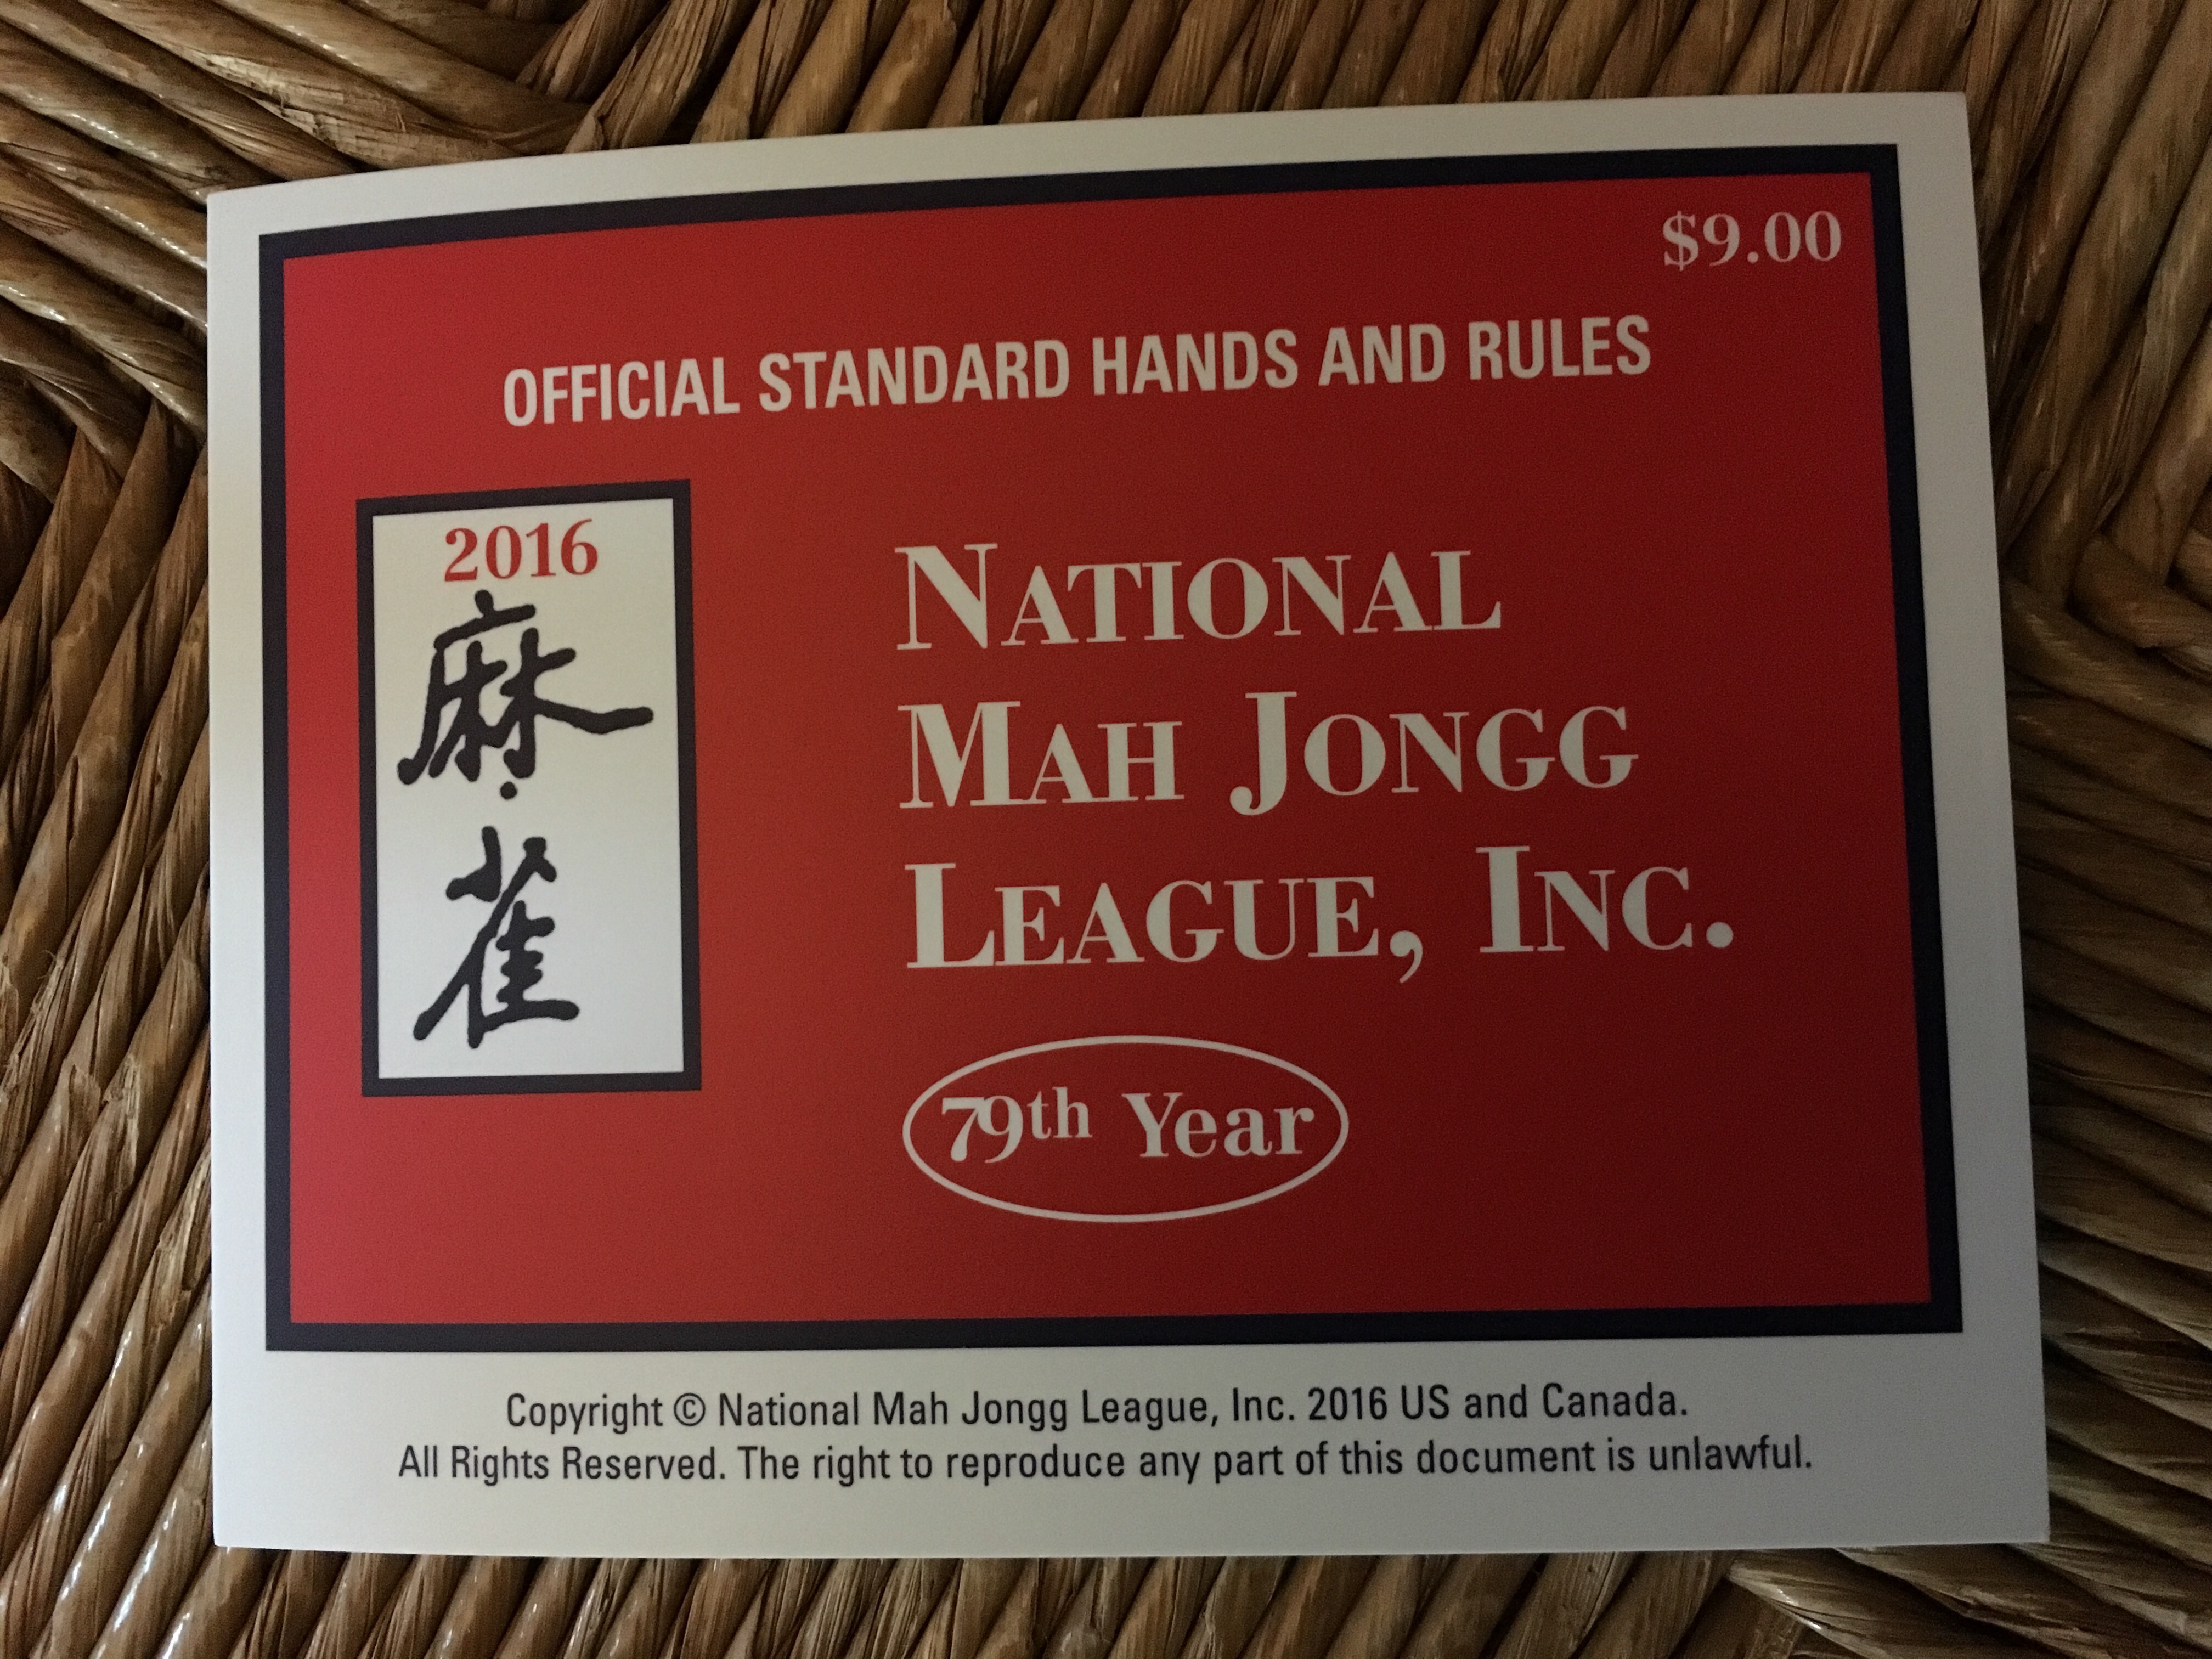 $9.00
OFFICIAL STANDARD HANDS AND RULES
2016
麻
雀
NATIONAL
MAH JONGG
LEAGUE, INC.
79th Year
Copyright © National Mah Jongg League, Inc. 2016 US and Canada.
All Rights Reserved. The right to reproduce any part of this document is unlawful.